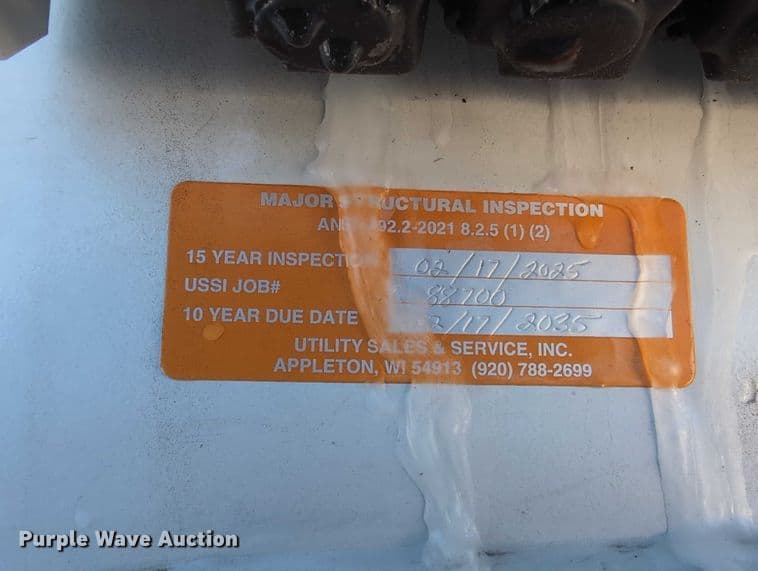 MAJOR STRUCTURAL INSPECTION
92.2-2021 8.2.5 (1) (2)
15 YEAR INSPECTION 02/17/2025
USSI JOB# 88700
10 YEAR DUE DATE 2/17/2035
UTILITY SALES & SERVICE, INC.
APPLETON, WI 54913 (920) 788-2699
Purple Wave Auction